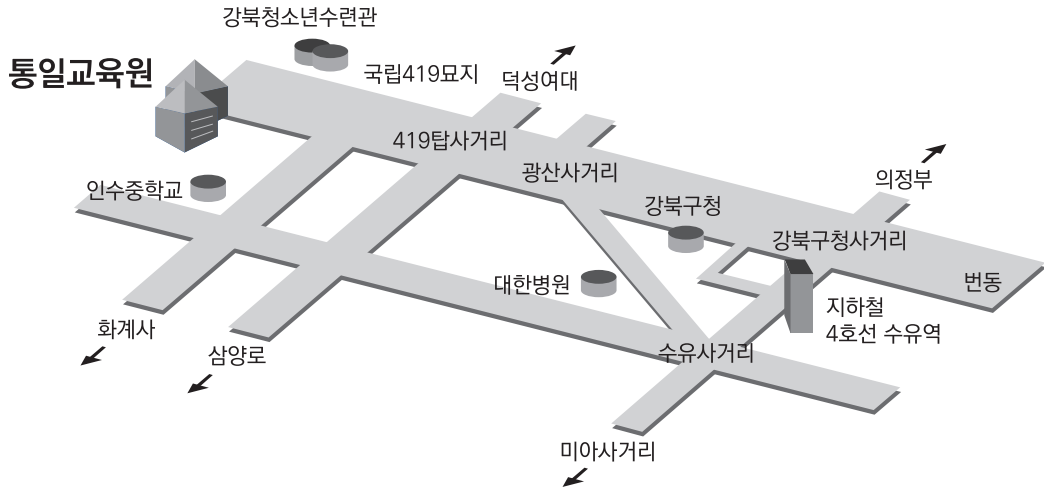 강북청소년수련관
통일교육원
국립419묘지
덕성여대
419탑사거리
광산사거리
의정부
인수중학교
강북구청
강북구청사거리
대한병원
번동
지하철
4호선 수유역
화계사
삼양로
수유사거리
미아사거리